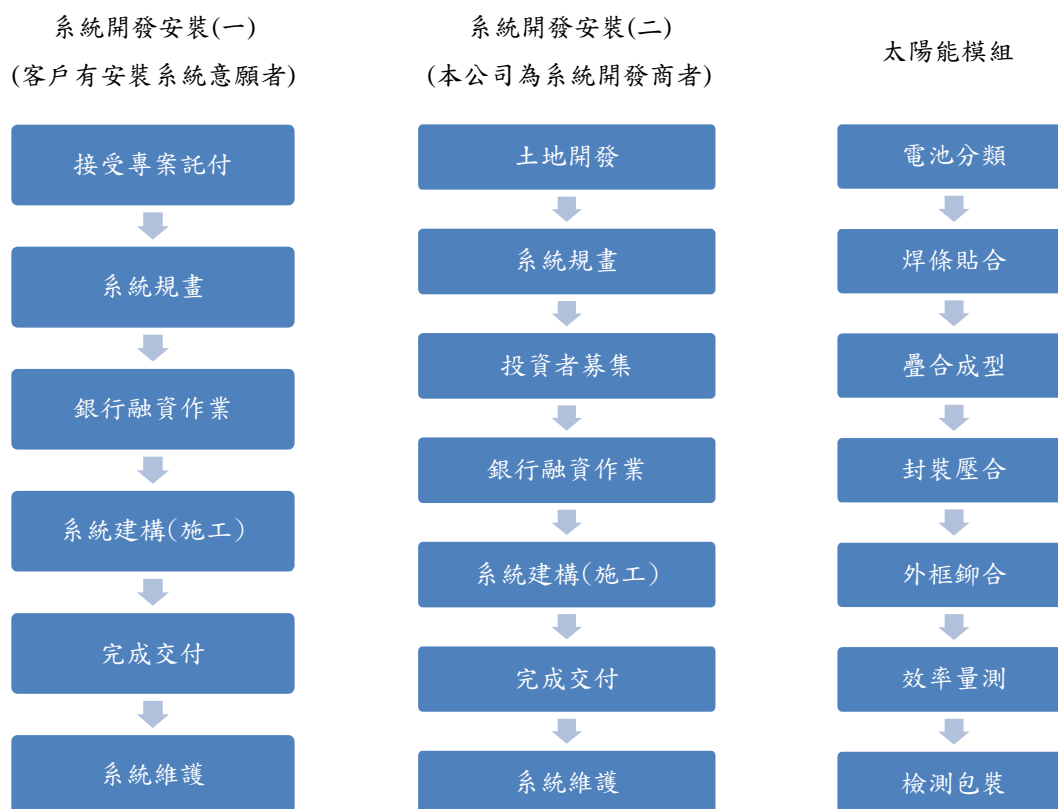 系統開發安裝(一)
(客戶有安裝系統意願者)
接受專案託付
系統規畫
銀行融資作業
系統建構(施工)
完成交付
系統維護
系統開發安裝(二)
(本公司為系統開發商者)
土地開發
系統規畫
投資者募集
銀行融資作業
系統建構(施工)
完成交付
系統維護
太陽能模組
電池分類
焊條貼合
疊合成型
封裝壓合
外框鉚合
效率量測
檢測包裝